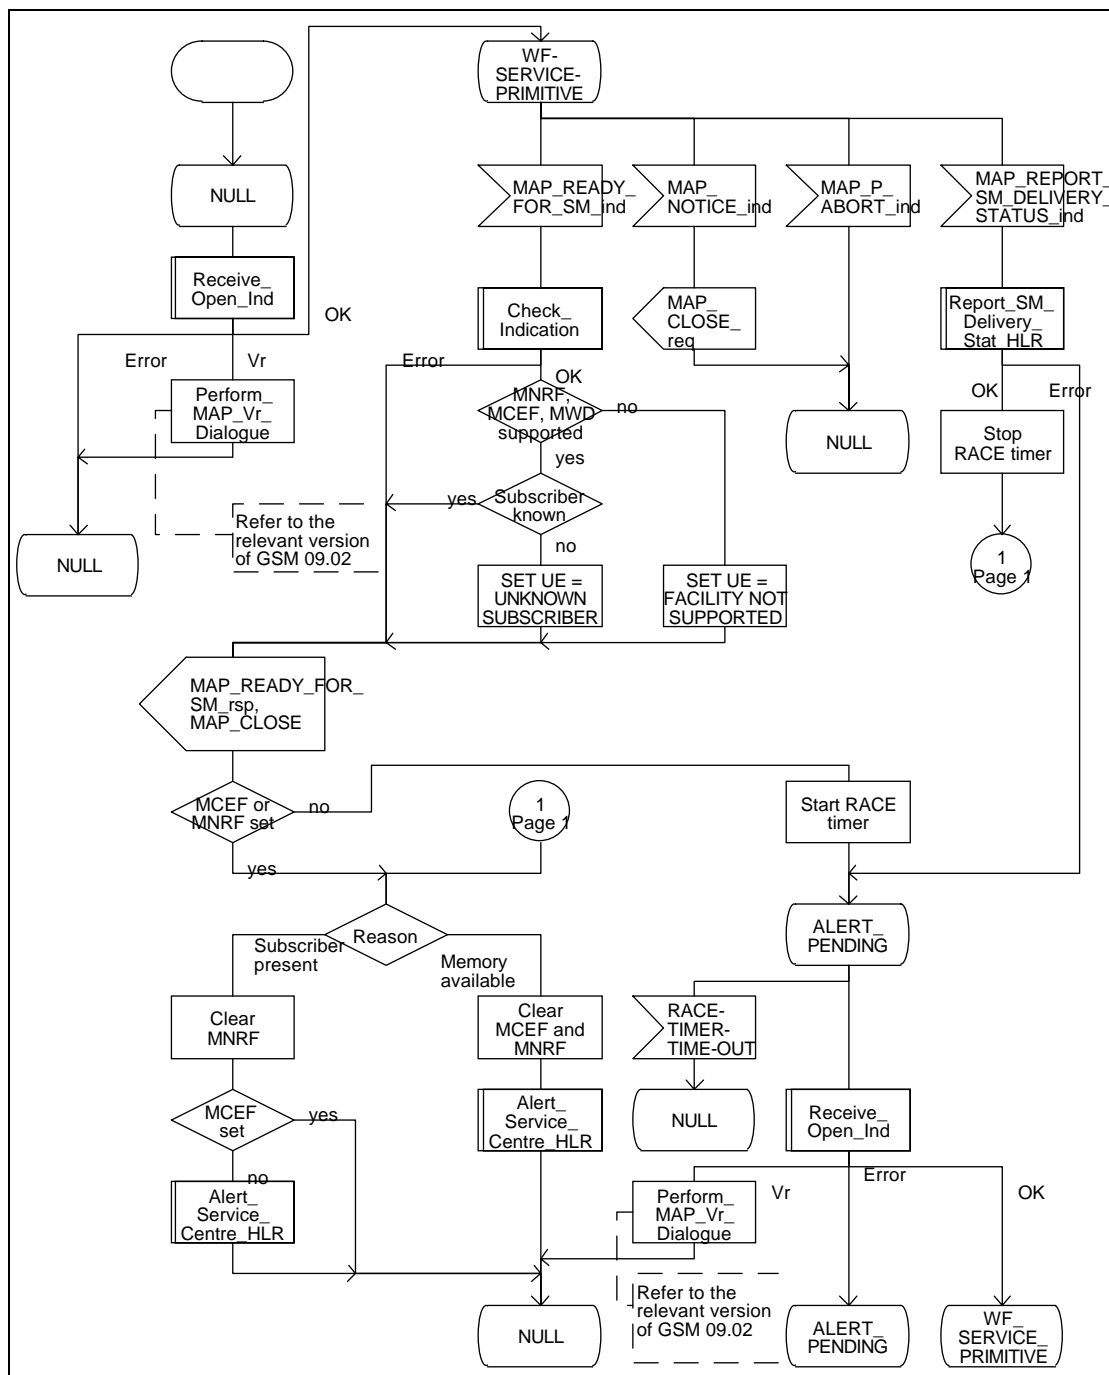 WF-
SERVICE-
PRIMITIVE
NULL
MAP_READY_
FOR_SM_ind
MAP_
NOTICE_ind
MAP_P_
ABORT_ind
MAP_REPORT_
SM_DELIVERY_
STATUS_ind
Receive_
Open_Ind
OK
Error
Vr
Check_
Indication
MAP_
CLOSE_
req
Report_SM_
Delivery_
Stat_HLR
Error
OK
OK
Error
Perform_
MAP_Vr_
Dialogue
MNRF,
MCEF, MWD
supported
no
yes
NULL
Stop
RACE timer
yes
Subscriber
known
no
Refer to the
relevant version
of GSM 09.02
NULL
SET UE =
UNKNOWN
SUBSCRIBER
SET UE =
FACILITY NOT
SUPPORTED
1
Page 1
MAP_READY_FOR_
SM_rsp,
MAP_CLOSE
MCEF or
MNRF set
no
yes
1
Page 1
Start RACE
timer
Reason
Subscriber
present
Memory
available
ALERT_
PENDING
Clear
MNRF
Clear
MCEF and
MNRF
RACE-
TIMER-
TIME-OUT
MCEF
set
yes
no
Alert_
Service_
Centre_HLR
NULL
Receive_
Open_Ind
Vr
Error
OK
Alert_
Service_
Centre_HLR
Perform_
MAP_Vr_
Dialogue
Refer to the
relevant version
of GSM 09.02
NULL
ALERT_
PENDING
WF_
SERVICE_
PRIMITIVE